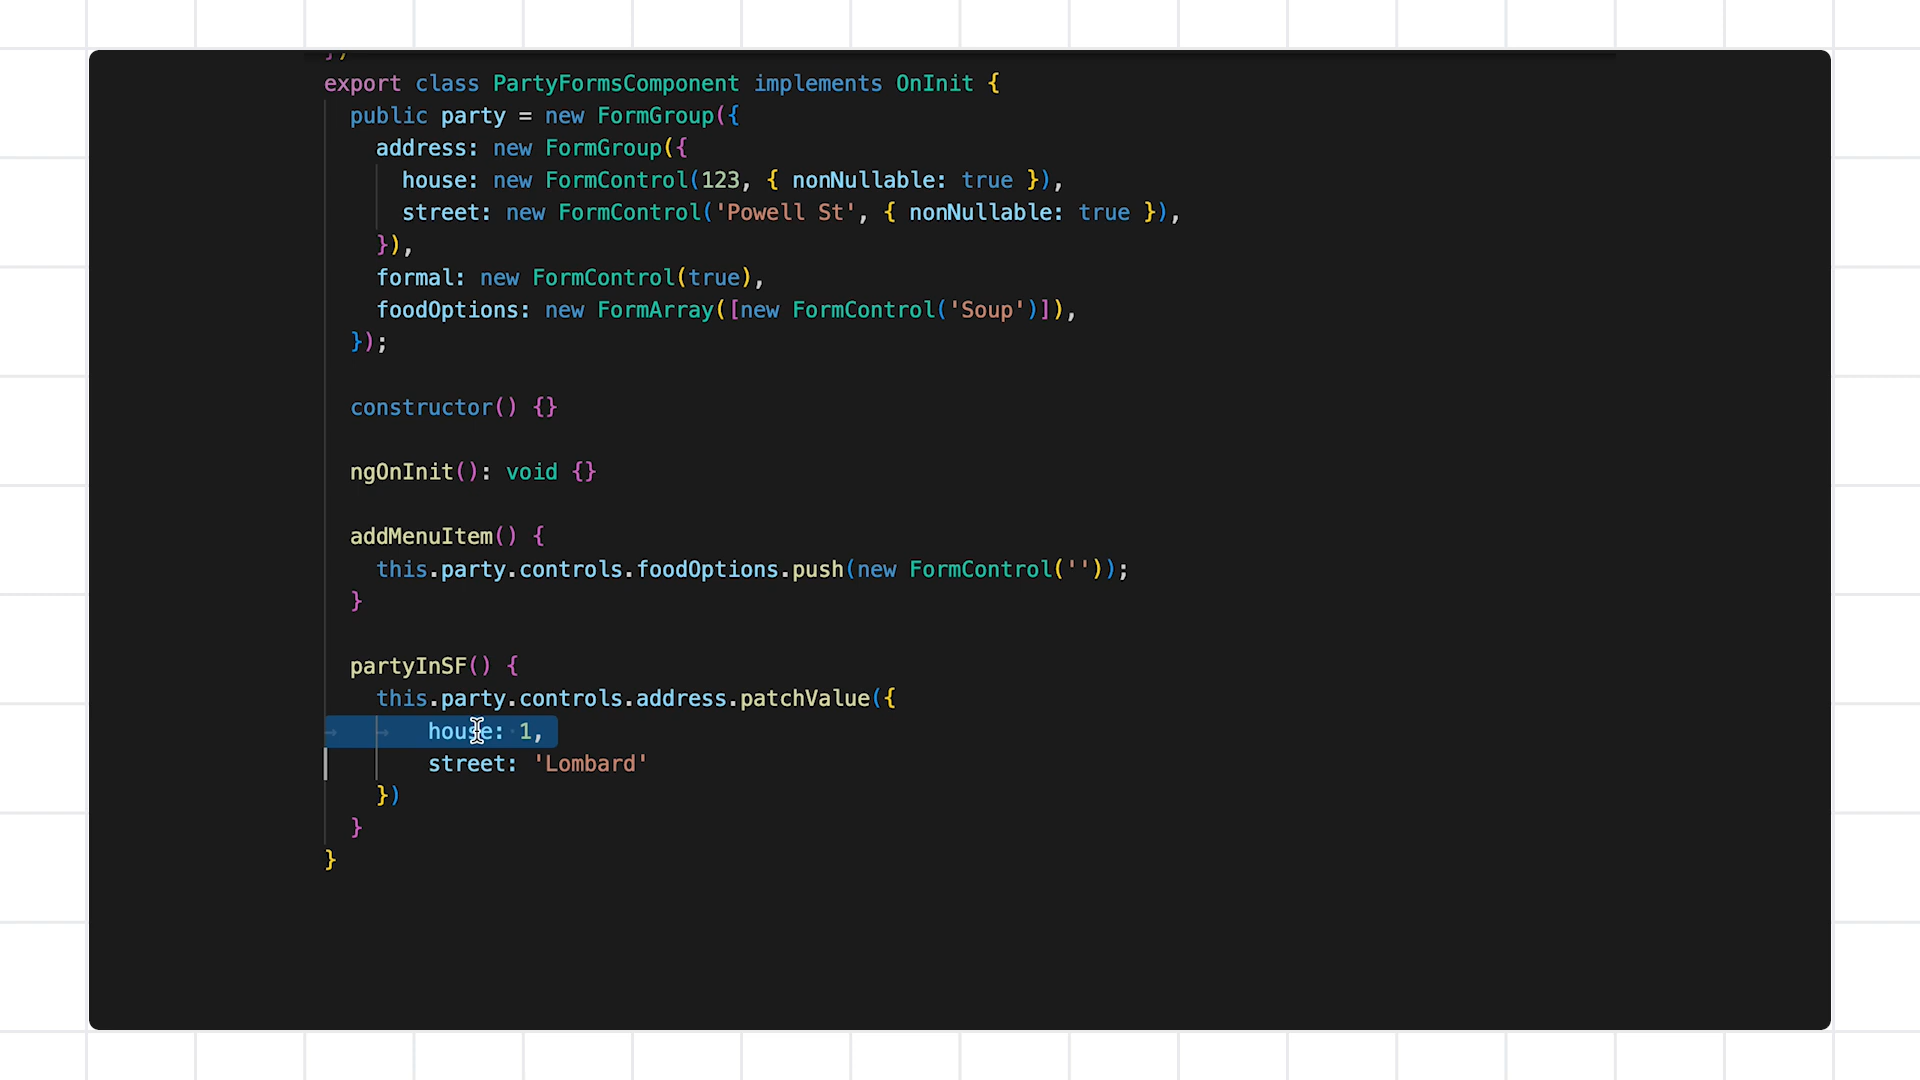 export class PartyFormsComponent implements OnInit {
public party = new FormGroup({
address: new FormGroup({
house: new FormControl(123, { nonNullable: true }),
street: new FormControl('Powell St', { nonNullable: true }),
}),
formal: new FormControl(true),
foodOptions: new FormArray([new FormControl('Soup')]),
});
constructor() {}
ngOnInit(): void {}
addMenuItem() {
this.party.controls.foodOptions.push(new FormControl(''));
}
partyInSF() {
this.party.controls.address.patchValue({
house: 1,
street: 'Lombard'
})
}
}